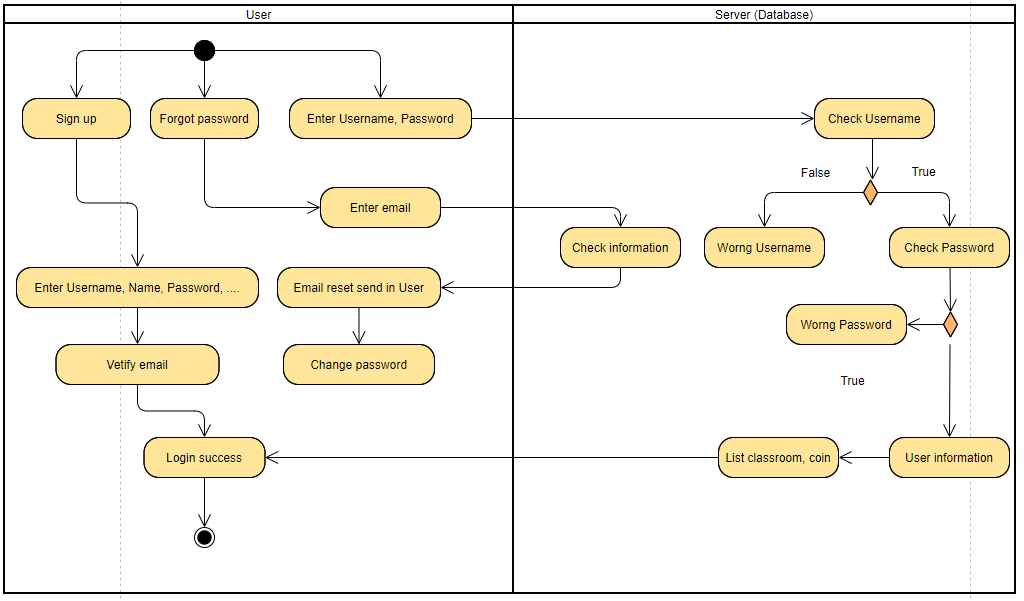 User
Server (Database)
Sign up
Forgot password
Enter Username, Password
Check Username
False
True
Enter email
Check information
Worng Username
Check Password
Enter Username, Name, Password, ....
Email reset send in User
Worng Password
Vetify email
Change password
True
Login success
List classroom, coin
User information